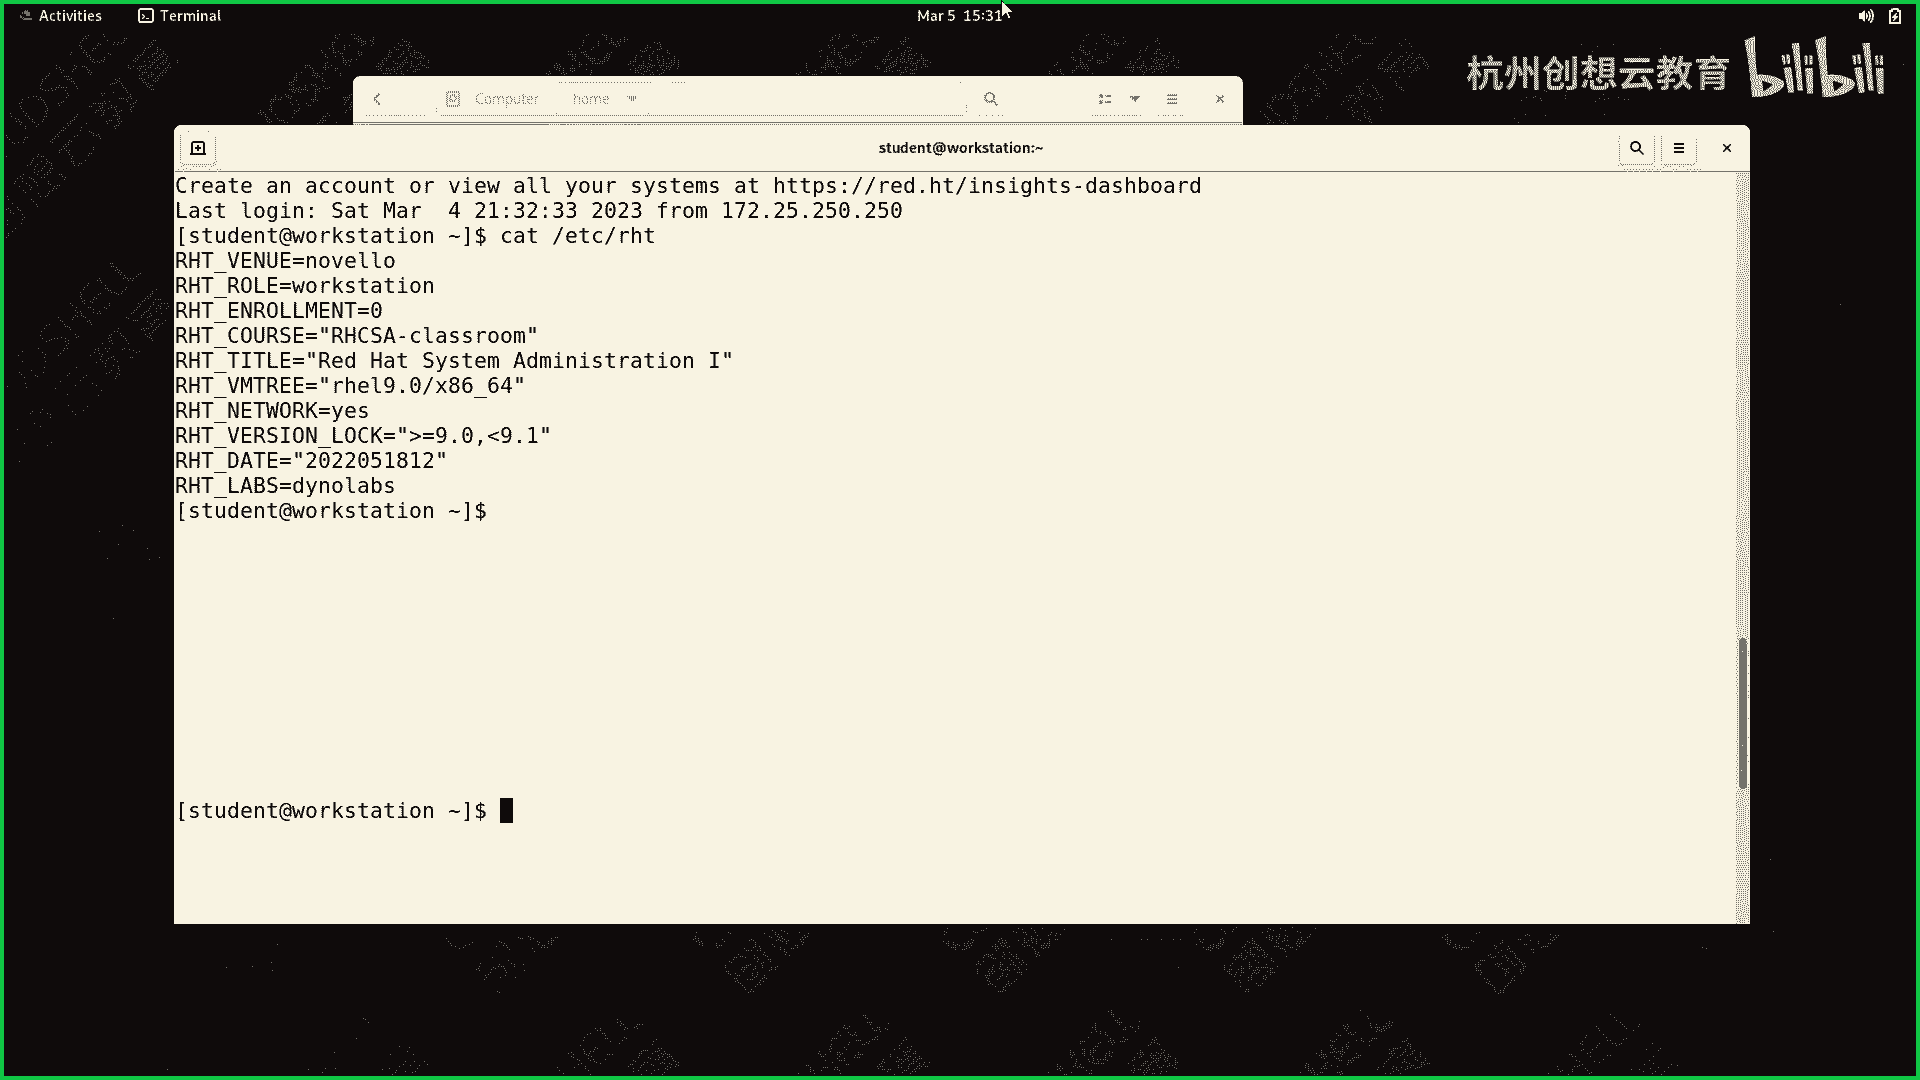 Activities Terminal Mar 5 15:31
杭州创想云教育 bilibili
Computer home
student@workstation:~
Create an account or view all your systems at https://red.ht/insights-dashboard
Last login: Sat Mar  4 21:32:33 2023 from 172.25.250.250
[student@workstation ~]$ cat /etc/rht
RHT_VENUE=novello
RHT_ROLE=workstation
RHT_ENROLLMENT=0
RHT_COURSE="RHCSA-classroom"
RHT_TITLE="Red Hat System Administration I"
RHT_VMTREE="rhel9.0/x86_64"
RHT_NETWORK=yes
RHT_VERSION_LOCK=">=9.0,<9.1"
RHT_DATE="2022051812"
RHT_LABS=dynolabs
[student@workstation ~]$
[student@workstation ~]$